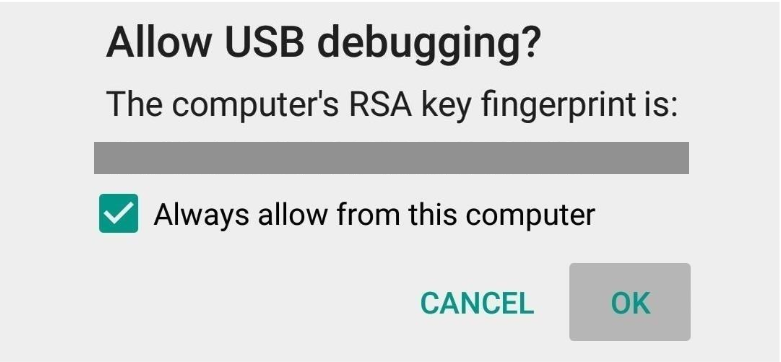 Allow USB debugging?
The computer's RSA key fingerprint is:
Always allow from this computer
CANCEL OK